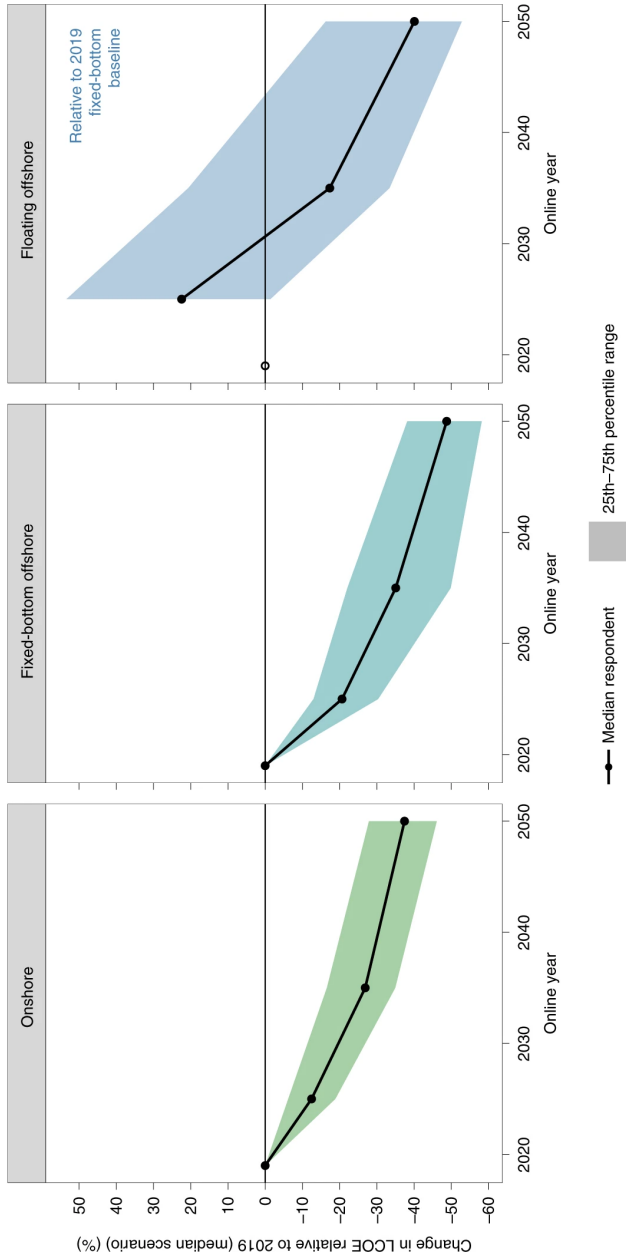 Onshore
Fixed-bottom offshore
Floating offshore
Relative to 2019
fixed-bottom
baseline
Change in LCOE relative to 2019 (median scenario) (%)
50
40
30
20
10
0
–10
–20
–30
–40
–50
–60
2020 2030 2040 2050
2020 2030 2040 2050
2020 2030 2040 2050
Online year
Online year
Online year
Median respondent 25th–75th percentile range